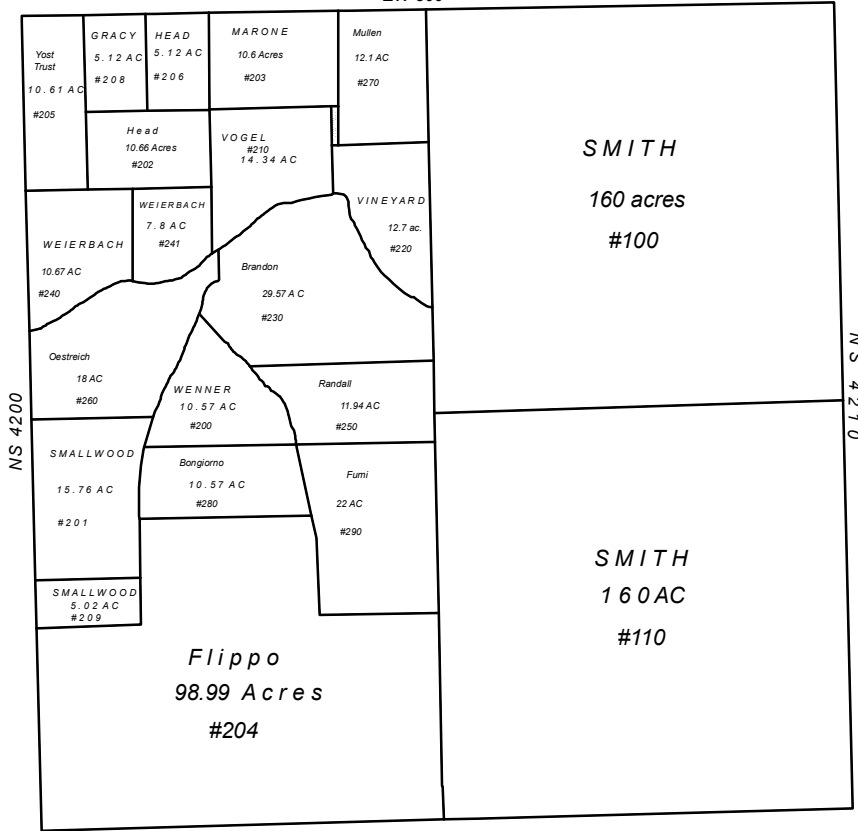 Yost
Trust
10.61 AC
#205
GRACY
5.12 AC
#208
HEAD
5.12 AC
#206
MARONE
10.6 Acres
#203
Mullen
12.1 AC
#270
Head
10.66 Acres
#202
VOGEL
#210
14.34 AC
SMITH
160 acres
#100
WEIERBACH
10.67 AC
#240
WEIERBACH
7.8 AC
#241
VINEYARD
12.7 ac.
#220
Brandon
29.57 AC
#230
Oestreich
18 AC
#260
WENNER
10.57 AC
#200
Randall
11.94 AC
#250
NS 4200
NS 4210
SMALLWOOD
15.76 AC
#201
Bongiorno
10.57 AC
#280
Fumi
22 AC
#290
SMALLWOOD
5.02 AC
#209
SMITH
160 AC
#110
Flippo
98.99 Acres
#204